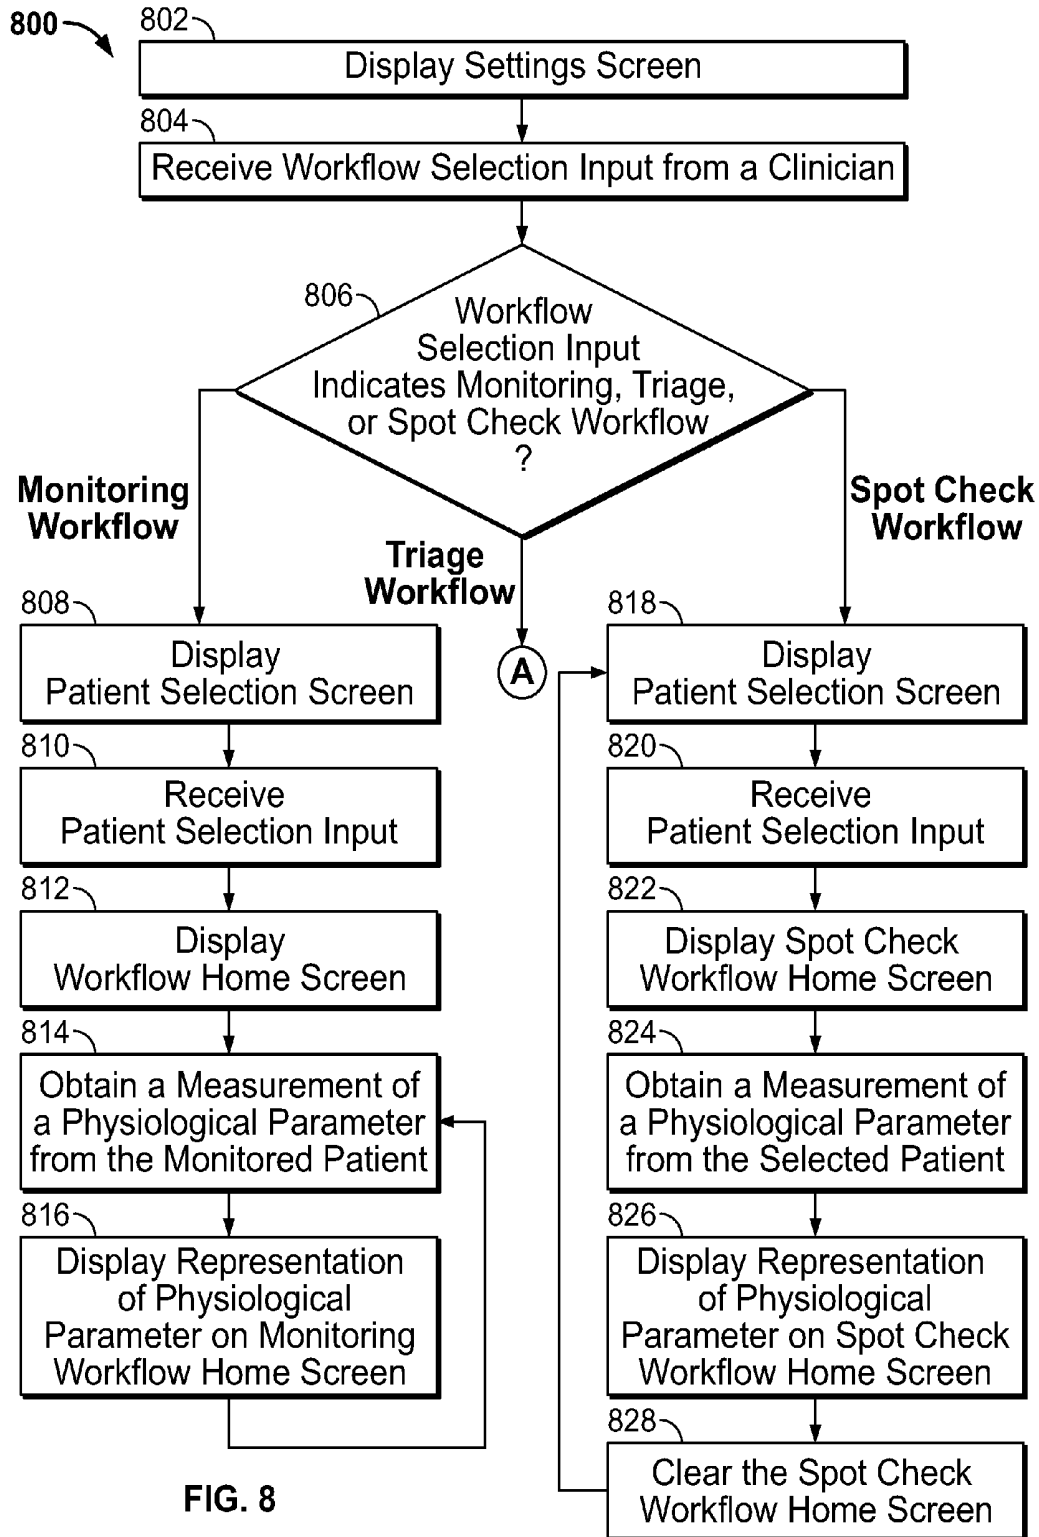 800
802
Display Settings Screen
804
Receive Workflow Selection Input from a Clinician
806
Workflow
Selection Input
Indicates Monitoring, Triage,
or Spot Check Workflow
?
Monitoring
Workflow
Triage
Workflow
Spot Check
Workflow
A
808
Display
Patient Selection Screen
810
Receive
Patient Selection Input
812
Display
Workflow Home Screen
814
Obtain a Measurement of
a Physiological Parameter
from the Monitored Patient
816
Display Representation
of Physiological
Parameter on Monitoring
Workflow Home Screen
818
Display
Patient Selection Screen
820
Receive
Patient Selection Input
822
Display Spot Check
Workflow Home Screen
824
Obtain a Measurement of
a Physiological Parameter
from the Selected Patient
826
Display Representation
of Physiological
Parameter on Spot Check
Workflow Home Screen
828
Clear the Spot Check
Workflow Home Screen
FIG. 8